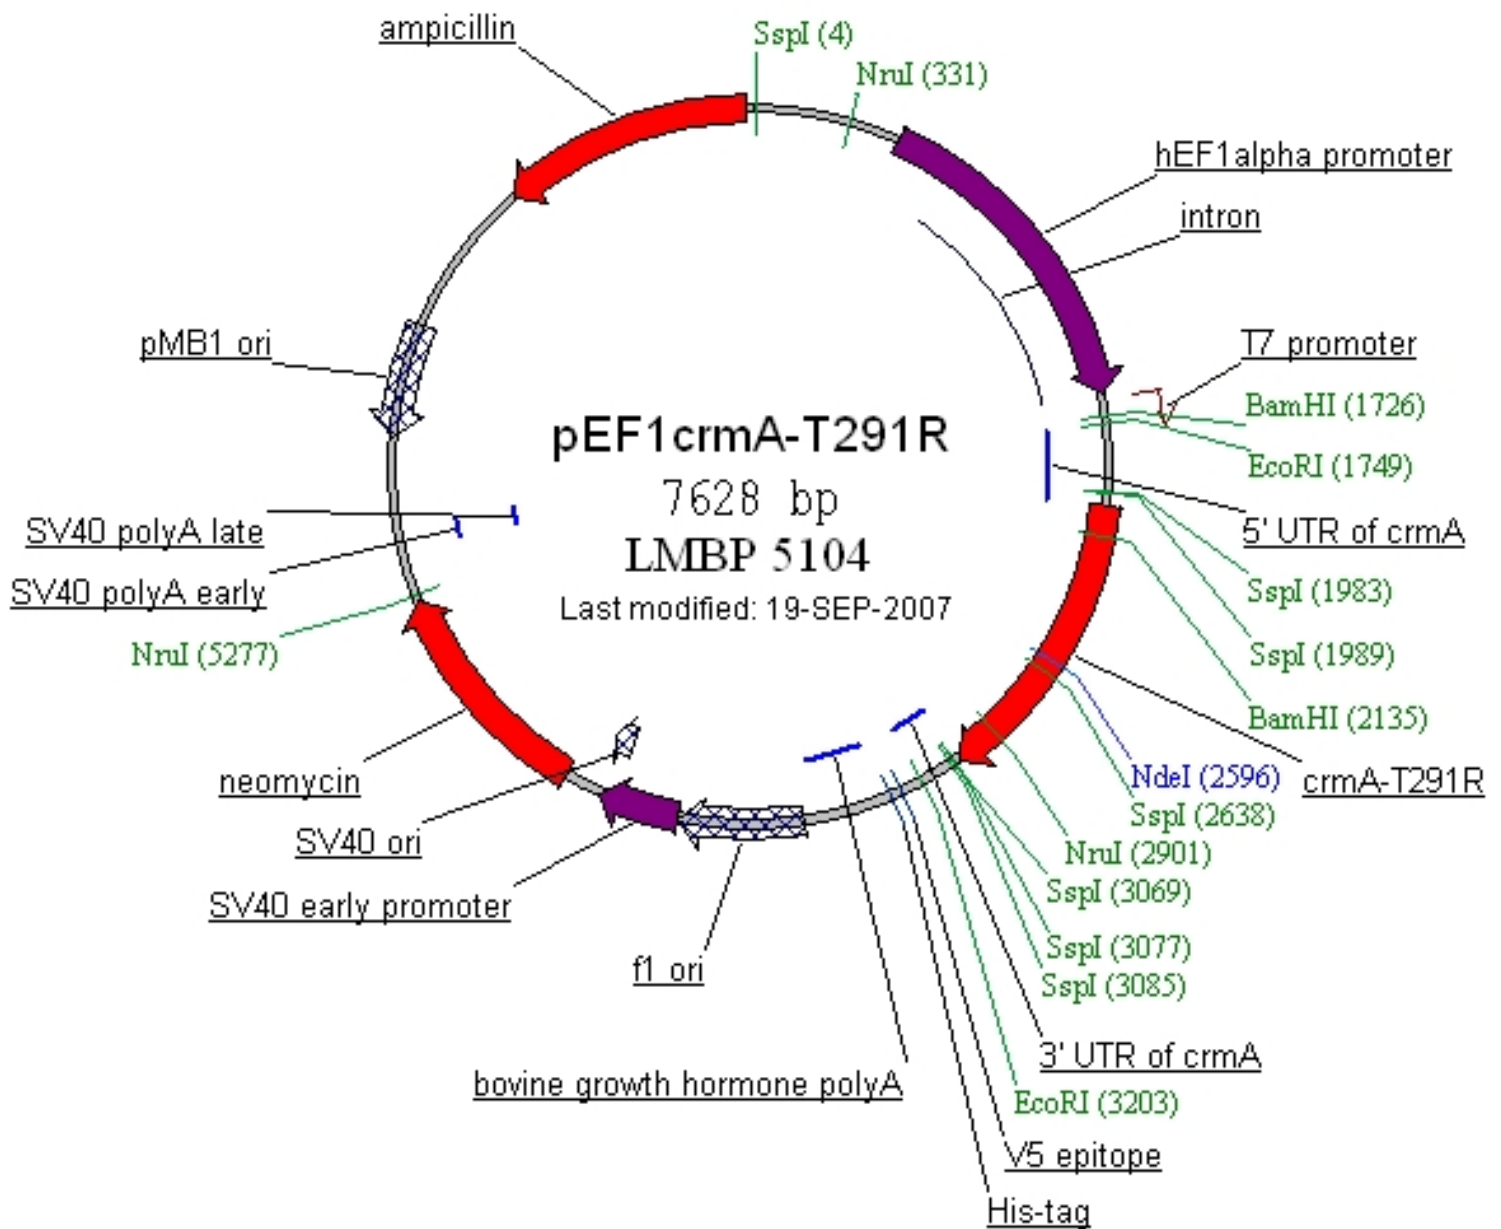 ampicillin
SspI (4)
NruI (331)
hEF1alpha promoter
intron
pMB1 ori
T7 promoter
BamHI (1726)
EcoRI (1749)
pEF1crmA-T291R
7628 bp
LMBP 5104
Last modified: 19-SEP-2007
SV40 polyA late
SV40 polyA early
NruI (5277)
5' UTR of crmA
SspI (1983)
SspI (1989)
BamHI (2135)
NdeI (2596)
crmA-T291R
SspI (2638)
NruI (2901)
SspI (3069)
SspI (3077)
SspI (3085)
neomycin
SV40 ori
SV40 early promoter
f1 ori
3' UTR of crmA
bovine growth hormone polyA
EcoRI (3203)
V5 epitope
His-tag